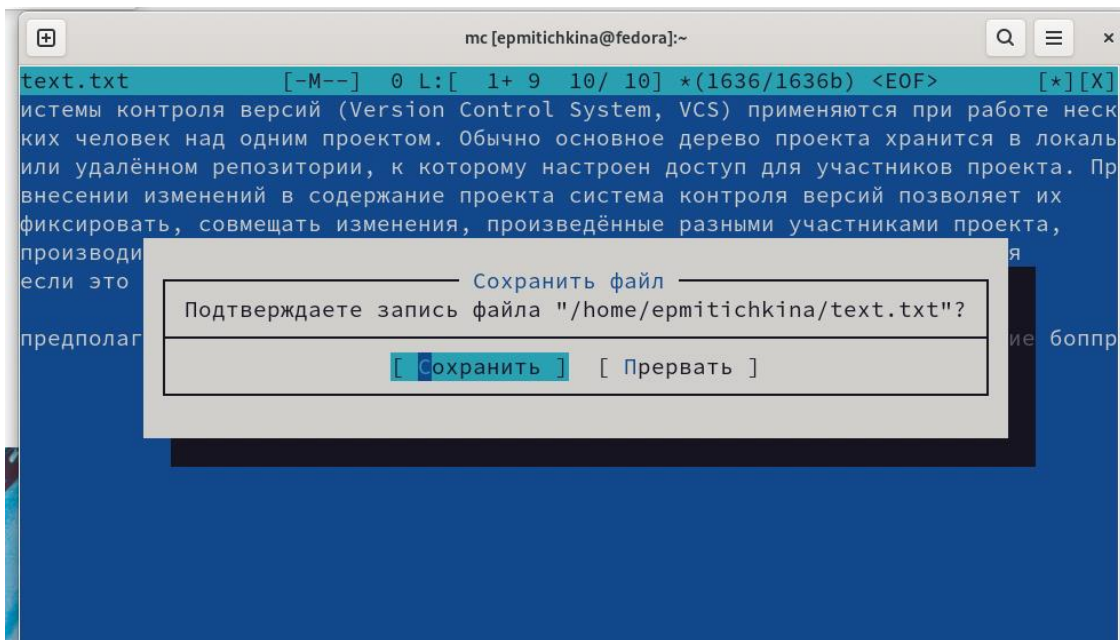 mc [epmitichkina@fedora]:~
text.txt [-M--] 0 L:[ 1+ 9 10/ 10] *(1636/1636b) <EOF> [*][X]
истемы контроля версий (Version Control System, VCS) применяются при работе неск
ких человек над одним проектом. Обычно основное дерево проекта хранится в локаль
или удалённом репозитории, к которому настроен доступ для участников проекта. Пр
внесении изменений в содержание проекта система контроля версий позволяет их
фиксировать, совмещать изменения, произведённые разными участниками проекта,
производи я
если это
Сохранить файл
Подтверждаете запись файла "/home/epmitichkina/text.txt"?
предполаг ие боппр
[ Сохранить ] [ Прервать ]